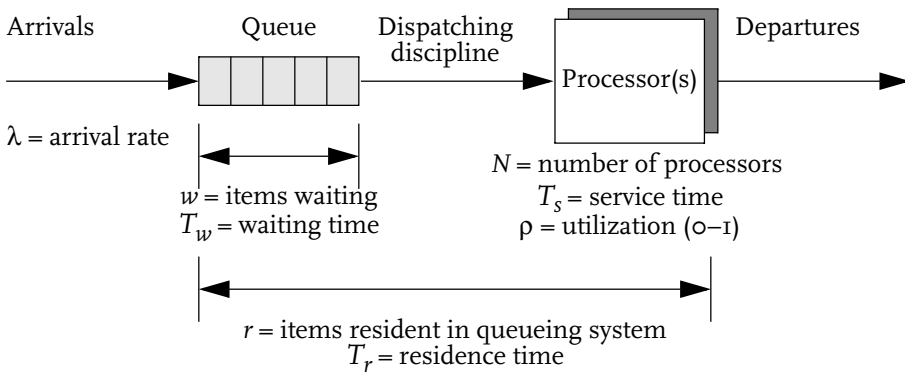 Arrivals
Queue
Dispatching
discipline
Departures
Processor(s)
λ = arrival rate
w = items waiting
T_w = waiting time
N = number of processors
T_s = service time
ρ = utilization (0–1)
r = items resident in queueing system
T_r = residence time